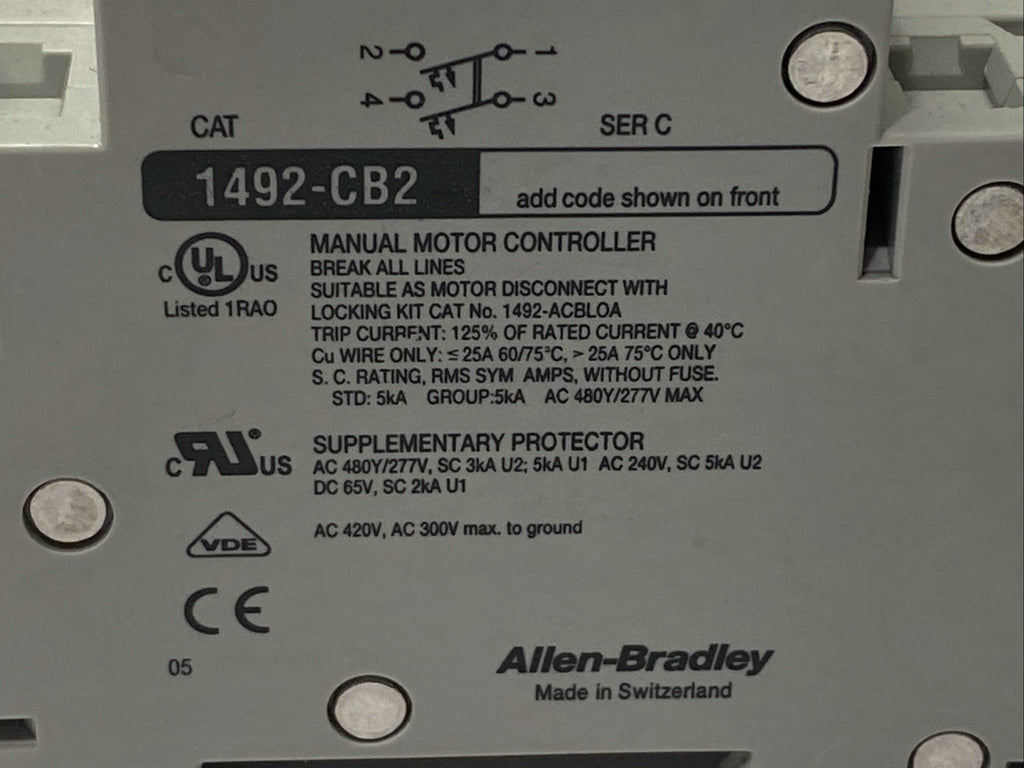 2 1
4 3
CAT SER C
1492-CB2 add code shown on front
C UL US
Listed 1RAO
MANUAL MOTOR CONTROLLER
BREAK ALL LINES
SUITABLE AS MOTOR DISCONNECT WITH
LOCKING KIT CAT No. 1492-ACBLOA
TRIP CURRENT: 125% OF RATED CURRENT @ 40°C
Cu WIRE ONLY: ≤ 25A 60/75°C, > 25A 75°C ONLY
S. C. RATING, RMS SYM AMPS, WITHOUT FUSE.
STD: 5kA GROUP:5kA AC 480Y/277V MAX
C RU® US
SUPPLEMENTARY PROTECTOR
AC 480Y/277V, SC 3kA U2; 5kA U1 AC 240V, SC 5kA U2
DC 65V, SC 2kA U1
VDE
AC 420V, AC 300V max. to ground
CE
05
Allen-Bradley
Made in Switzerland